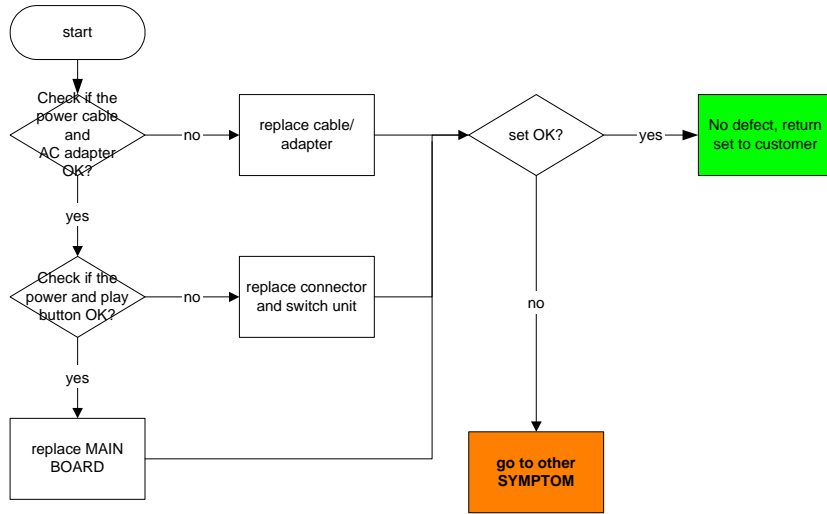 start
Check if the
power cable
and
AC adapter
OK?
no
replace cable/
adapter
set OK?
yes
No defect, return
set to customer
yes
Check if the
power and play
button OK?
no
replace connector
and switch unit
no
yes
replace MAIN
BOARD
go to other
SYMPTOM